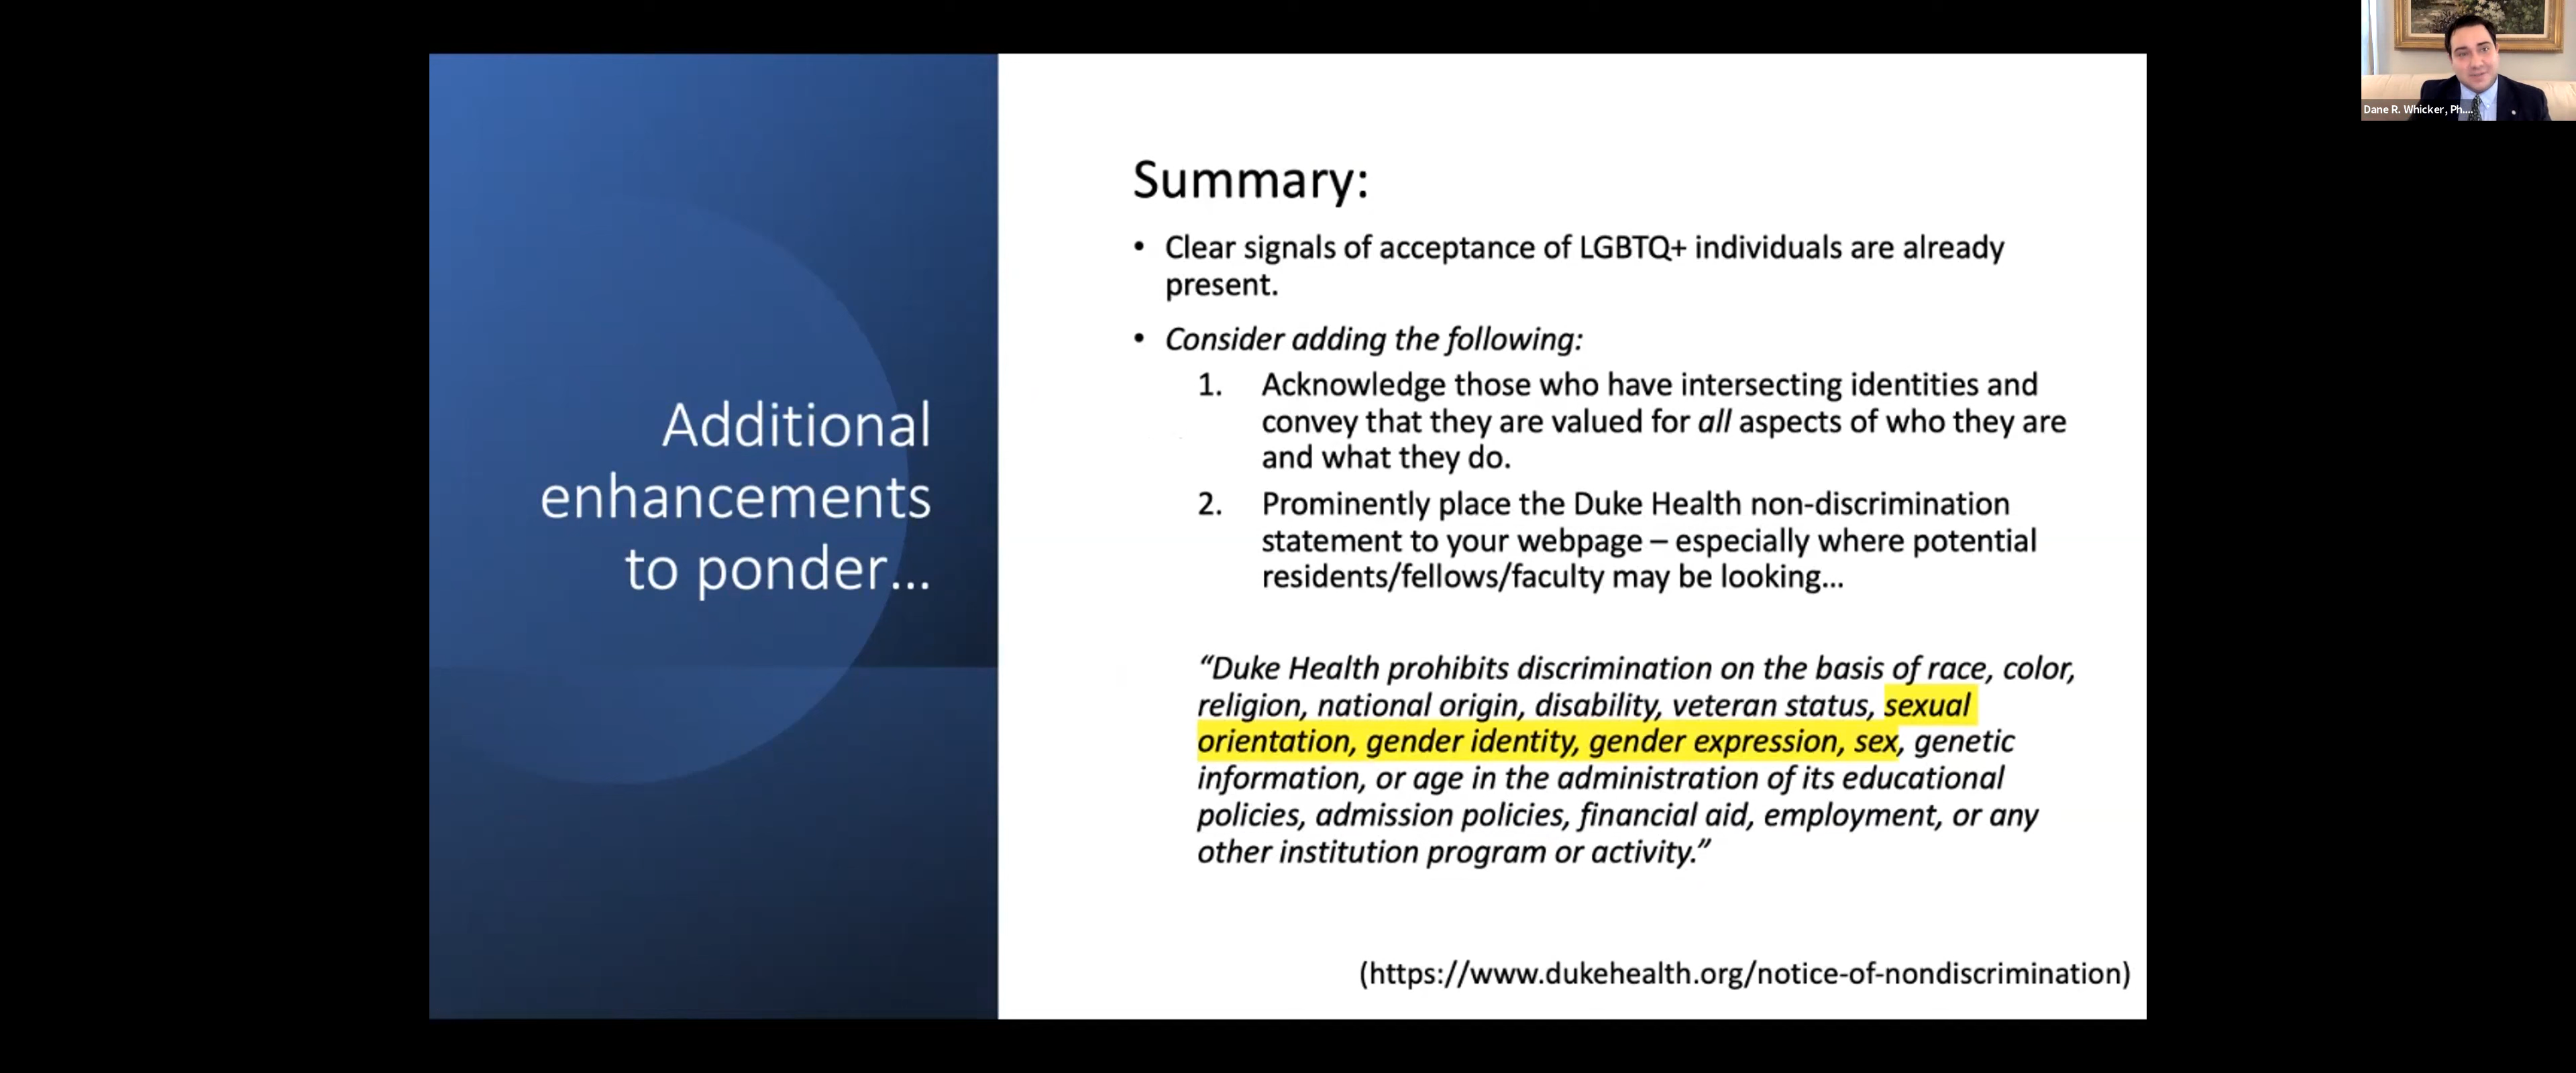 Additional
enhancements
to ponder...
Summary:
• Clear signals of acceptance of LGBTQ+ individuals are already
present.
• Consider adding the following:
1. Acknowledge those who have intersecting identities and
convey that they are valued for all aspects of who they are
and what they do.
2. Prominently place the Duke Health non-discrimination
statement to your webpage – especially where potential
residents/fellows/faculty may be looking...
“Duke Health prohibits discrimination on the basis of race, color,
religion, national origin, disability, veteran status, sexual
orientation, gender identity, gender expression, sex, genetic
information, or age in the administration of its educational
policies, admission policies, financial aid, employment, or any
other institution program or activity.”
(https://www.dukehealth.org/notice-of-nondiscrimination)
Dane R. Whicker, Ph....